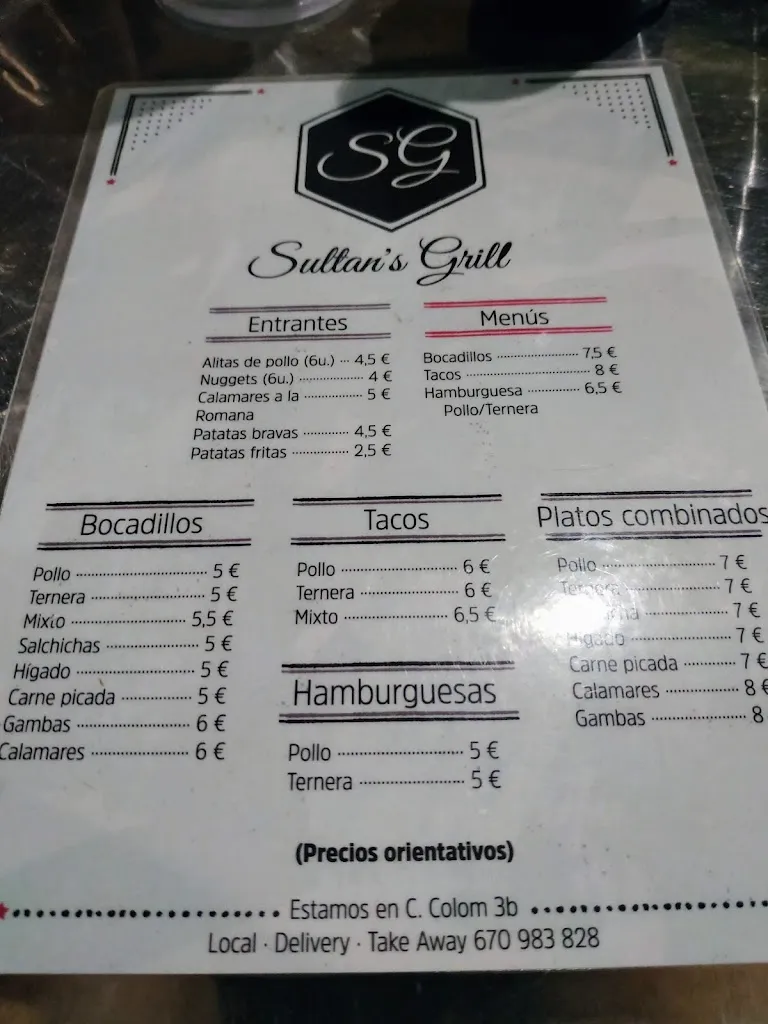 SG
Sultan's Grill
Entrantes
Alitas de pollo (6u.) ... 4,5 €
Nuggets (6u.) ................ 4 €
Calamares a la .............. 5 €
Romana
Patatas bravas ............ 4,5 €
Patatas fritas ............... 2,5 €
Menús
Bocadillos ........................ 7,5 €
Tacos .................................. 8 €
Hamburguesa ............... 6,5 €
Pollo/Ternera
Bocadillos
Pollo ................................ 5 €
Ternera ............................ 5 €
Mixto ............................ 5,5 €
Salchichas ...................... 5 €
Hígado ............................ 5 €
Carne picada ................. 5 €
Gambas .......................... 6 €
Calamares ...................... 6 €
Tacos
Pollo ............................ 6 €
Ternera ........................ 6 €
Mixto .......................... 6,5 €
Hamburguesas
Pollo ............................ 5 €
Ternera ........................ 5 €
Platos combinados
Pollo ............................ 7 €
........................ 7 €
........................ 7 €
Hígado ........................ 7 €
Carne picada ............ 7 €
Calamares ................ 8 €
Gambas ...................... 8
(Precios orientativos)
Estamos en C. Colom 3b
Local · Delivery · Take Away 670 983 828